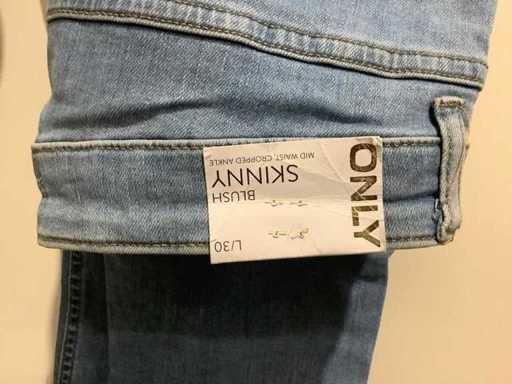 ONLY
BLUSH
SKINNY
MID WAIST, CROPPED ANKLE
L/30